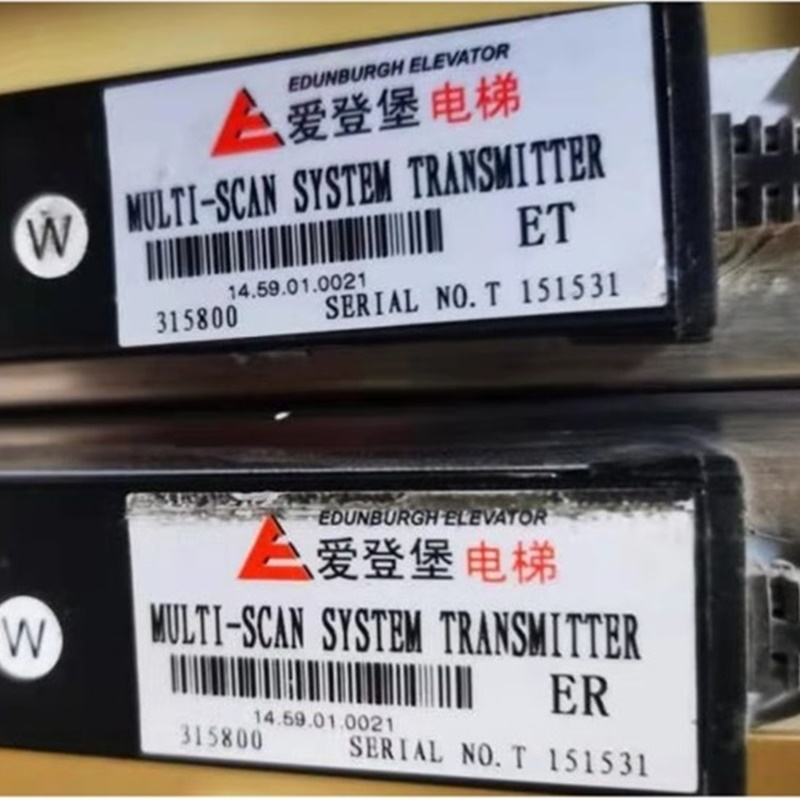 EDUNBURGH ELEVATOR
爱登堡电梯
MULTI-SCAN SYSTEM TRANSMITTER
W
ET
14.59.01.0021
315800 SERIAL NO.T 151531
EDUNBURGH ELEVATOR
爱登堡电梯
MULTI-SCAN SYSTEM TRANSMITTER
W
ER
14.59.01.0021
315800 SERIAL NO.T 151531